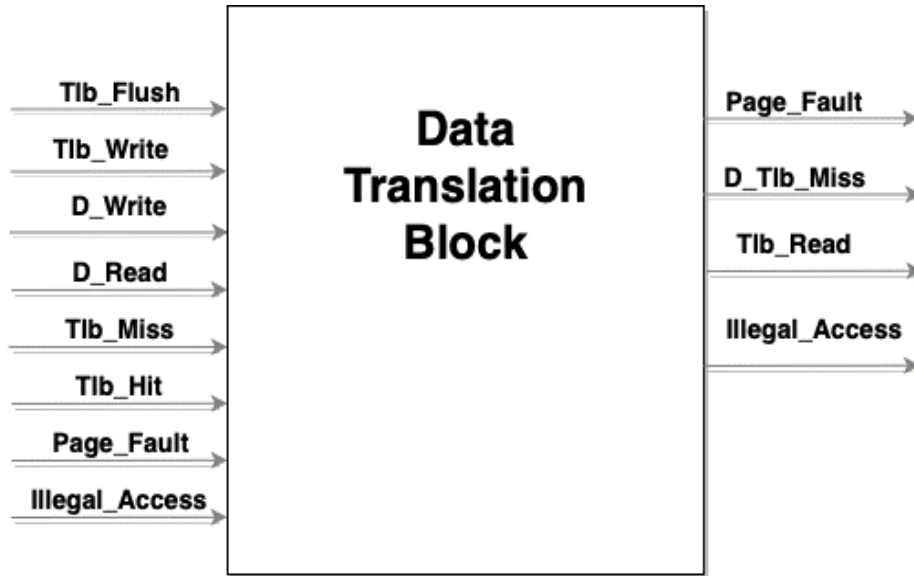 Tlb_Flush
Tlb_Write
D_Write
D_Read
Tlb_Miss
Tlb_Hit
Page_Fault
Illegal_Access
Data
Translation
Block
Page_Fault
D_Tlb_Miss
Tlb_Read
Illegal_Access